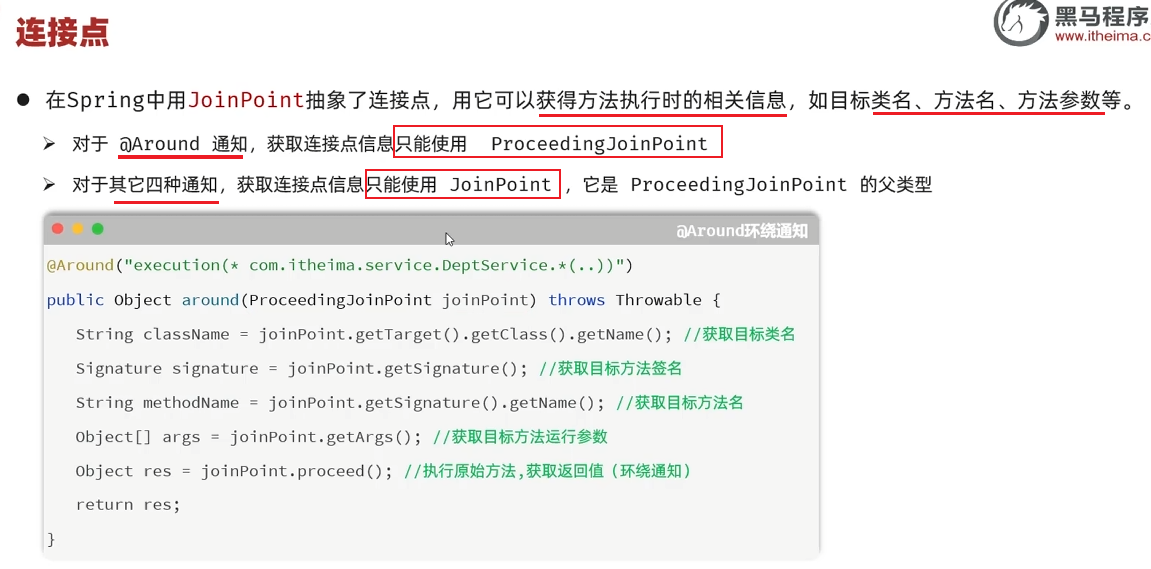 连接点
黑马程序
www.itheima.c
● 在Spring中用JoinPoint抽象了连接点，用它可以获得方法执行时的相关信息，如目标类名、方法名、方法参数等。
➢ 对于 @Around 通知，获取连接点信息只能使用 ProceedingJoinPoint
➢ 对于其它四种通知，获取连接点信息只能使用 JoinPoint ，它是 ProceedingJoinPoint 的父类型
@Around环绕通知
@Around("execution(* com.itheima.service.DeptService.*(..))")
public Object around(ProceedingJoinPoint joinPoint) throws Throwable {
String className = joinPoint.getTarget().getClass().getName(); //获取目标类名
Signature signature = joinPoint.getSignature(); //获取目标方法签名
String methodName = joinPoint.getSignature().getName(); //获取目标方法名
Object[] args = joinPoint.getArgs(); //获取目标方法运行参数
Object res = joinPoint.proceed(); //执行原始方法,获取返回值（环绕通知）
return res;
}